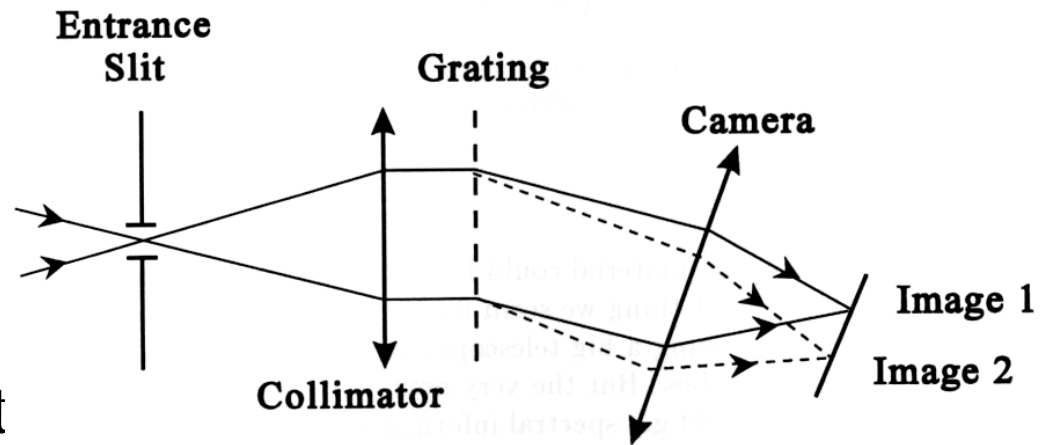 Entrance
Slit
Grating
Camera
Image 1
Image 2
Collimator
t